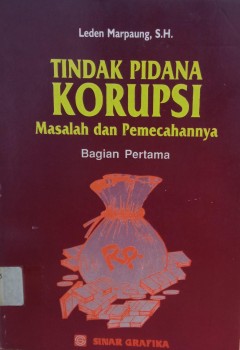 Leden Marpaung, S.H.
TINDAK PIDANA
KORUPSI
Masalah dan Pemecahannya
Bagian Pertama
RP
SINAR GRAFIKA